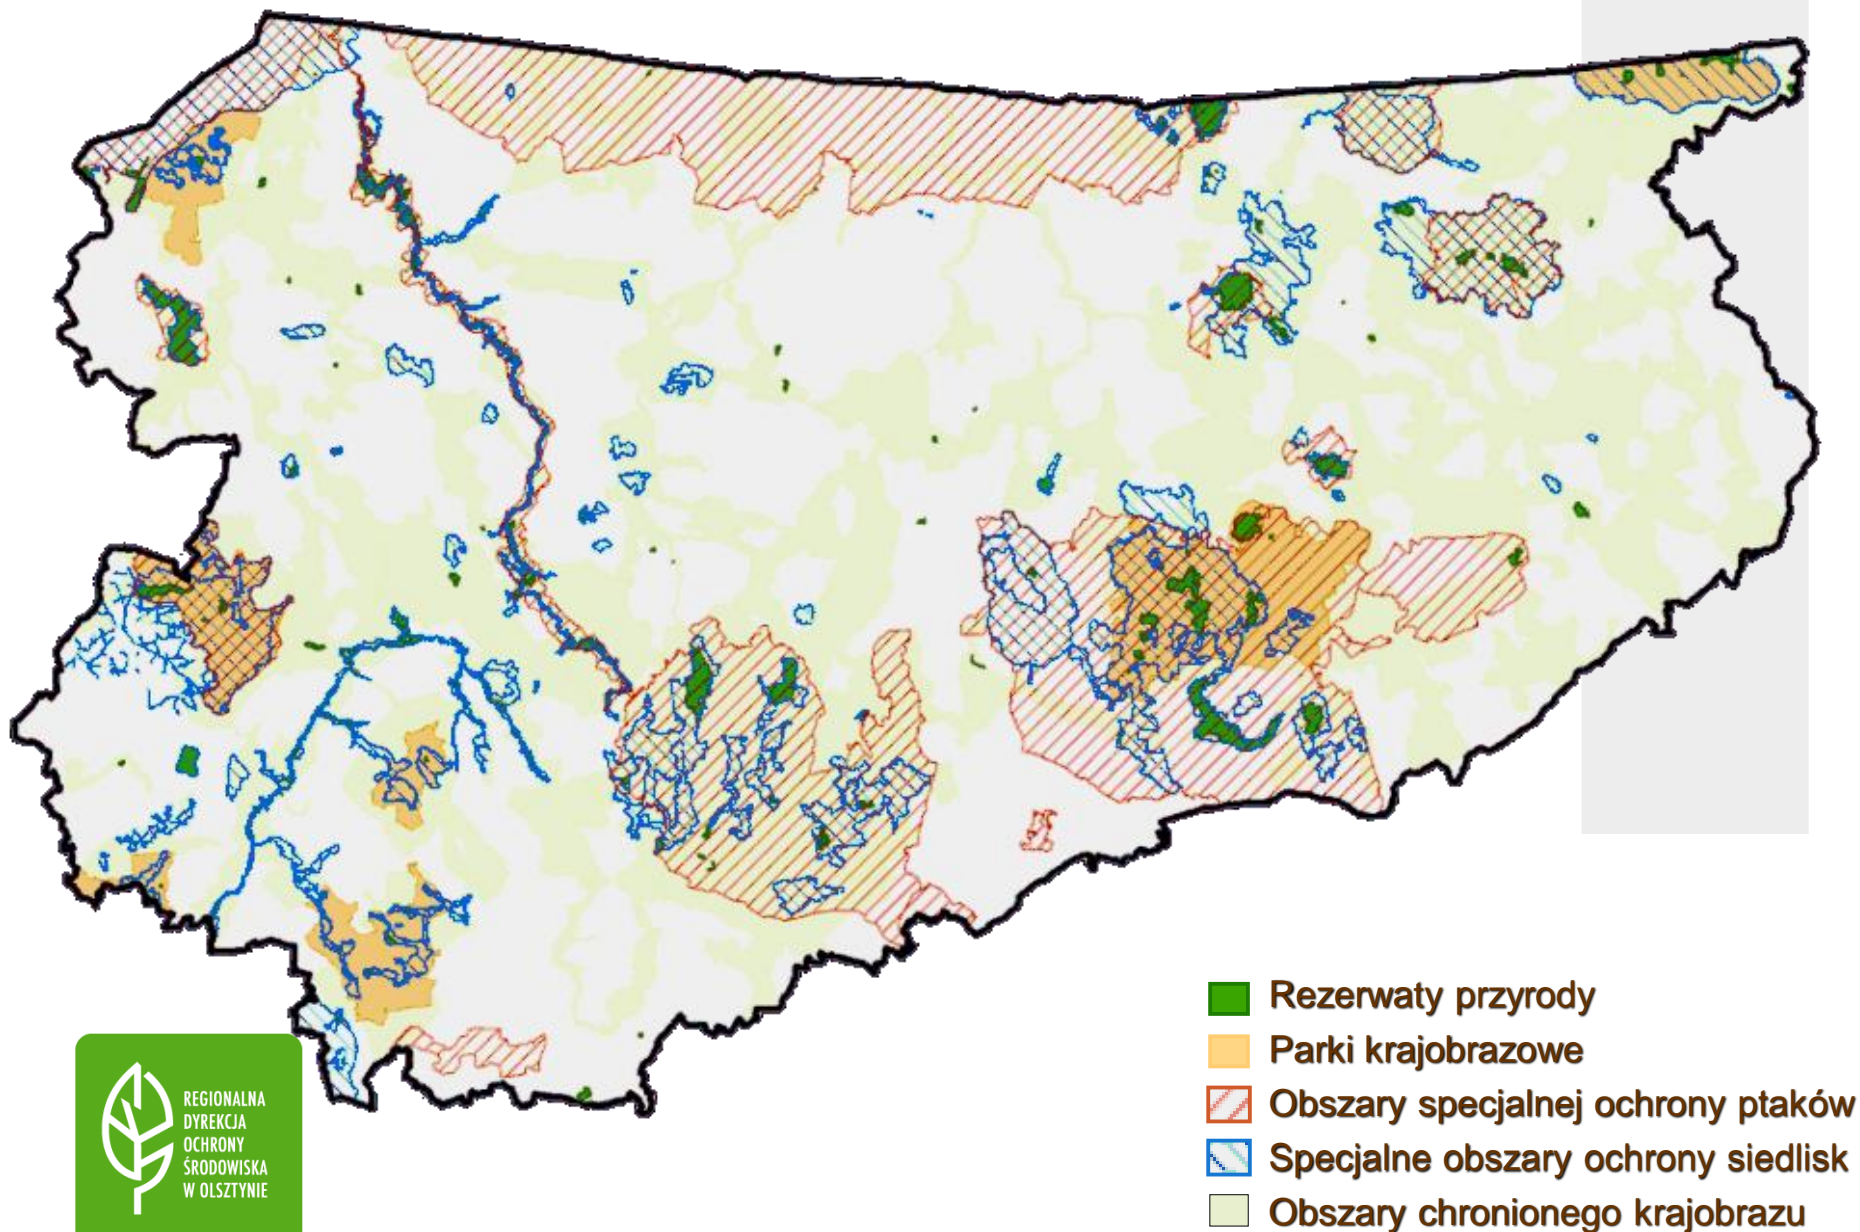 Rezerwaty przyrody
Parki krajobrazowe
Obszary specjalnej ochrony ptaków
Specjalne obszary ochrony siedlisk
Obszary chronionego krajobrazu
REGIONALNA
DYREKCJA
OCHRONY
ŚRODOWISKA
W OLSZTYNIE